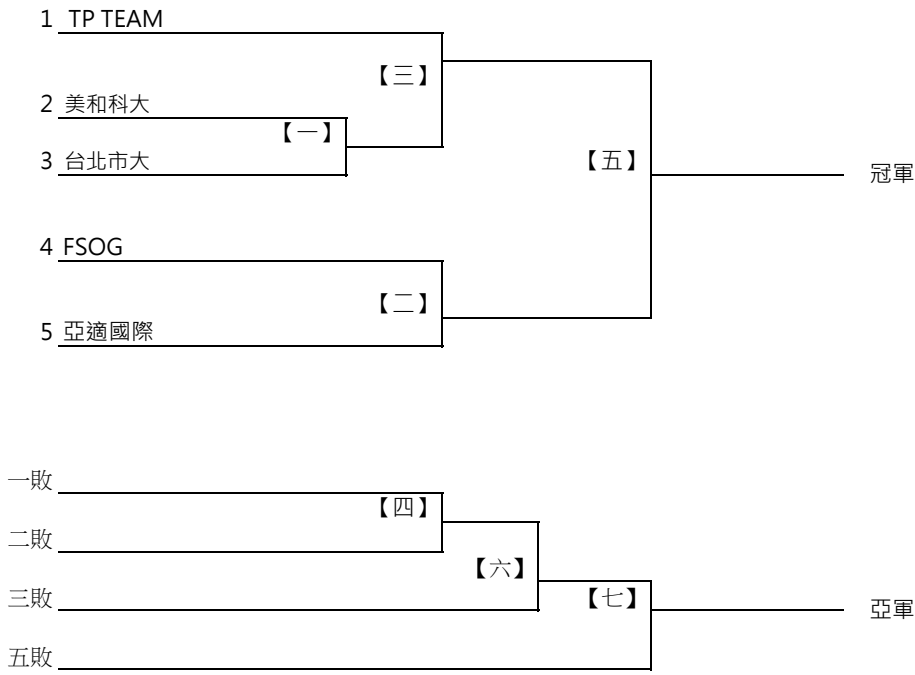 1 TP TEAM
【三】
2 美和科大
【一】
3 台北市大
【五】
冠軍
4 FSOG
【二】
5 亞適國際
一敗
【四】
二敗
【六】
三敗
【七】
亞軍
五敗